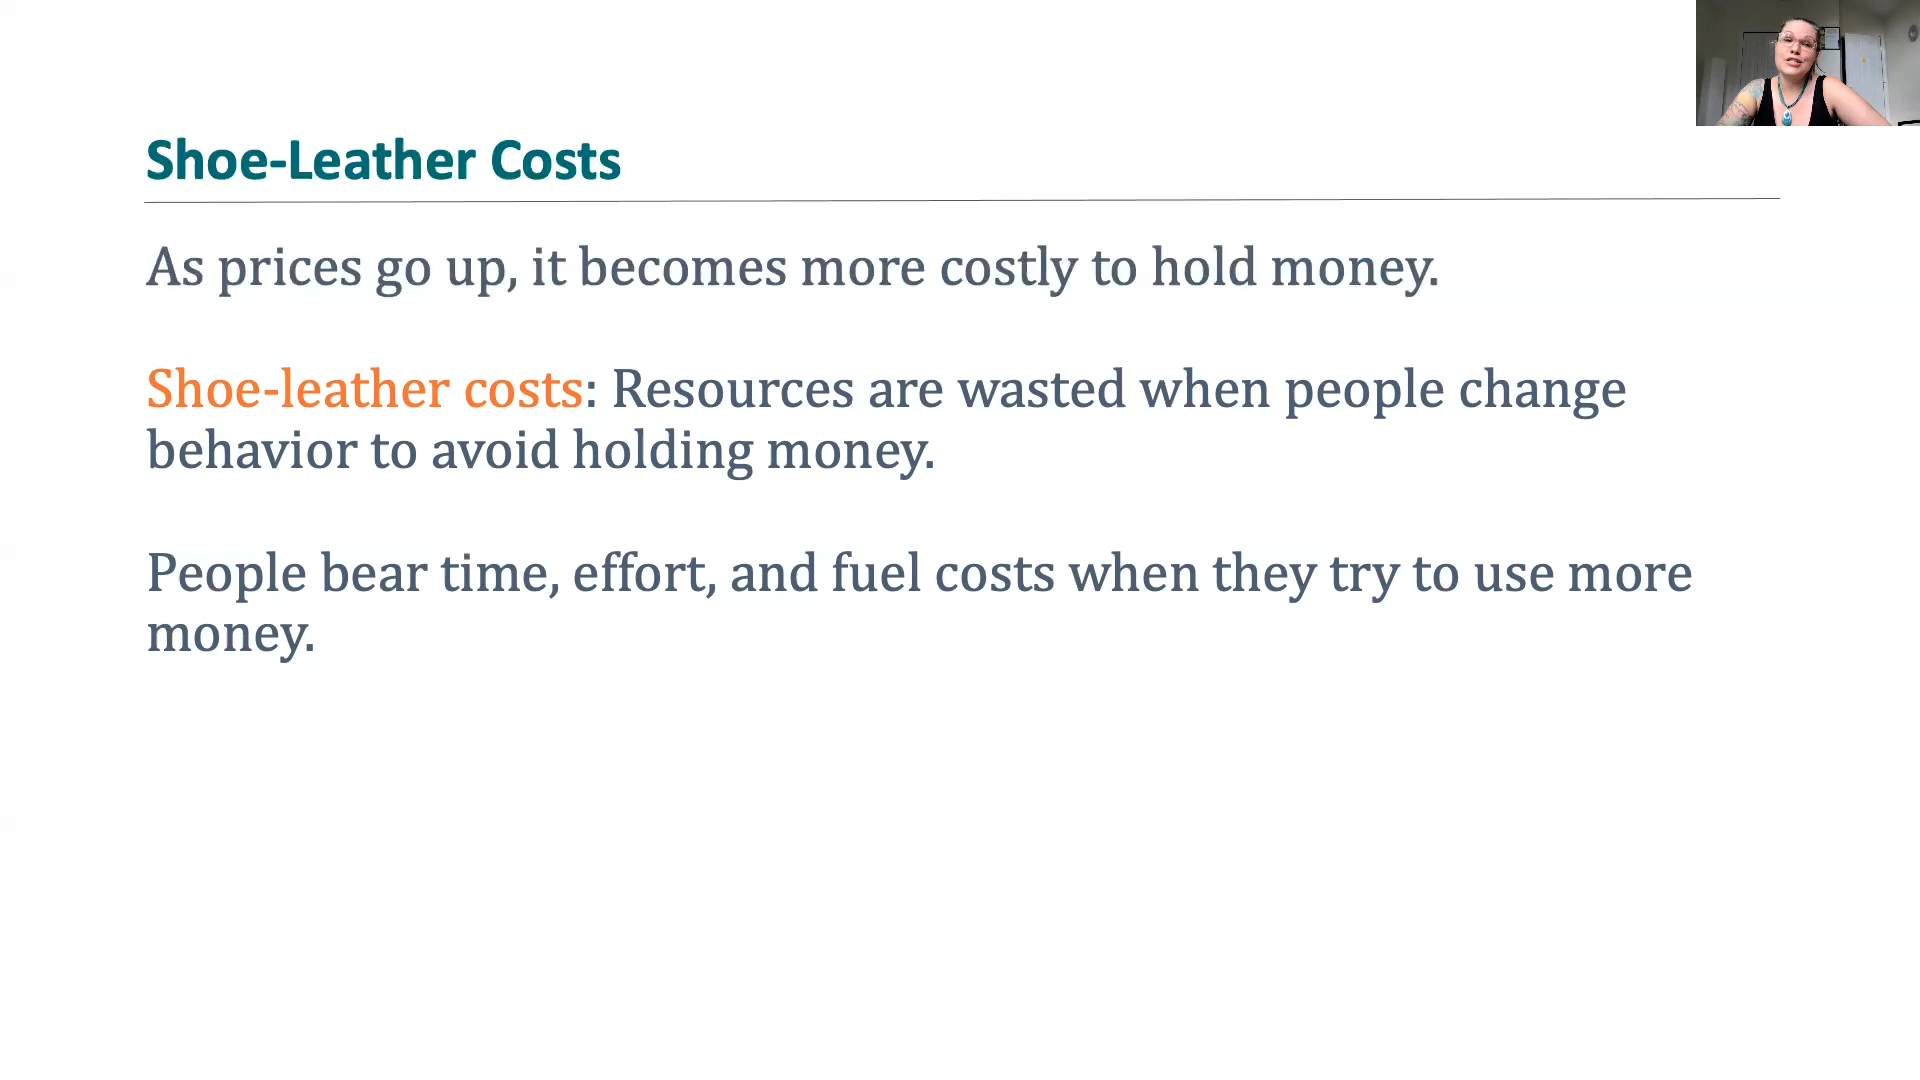 Shoe-Leather Costs
As prices go up, it becomes more costly to hold money.
Shoe-leather costs: Resources are wasted when people change
behavior to avoid holding money.
People bear time, effort, and fuel costs when they try to use more
money.